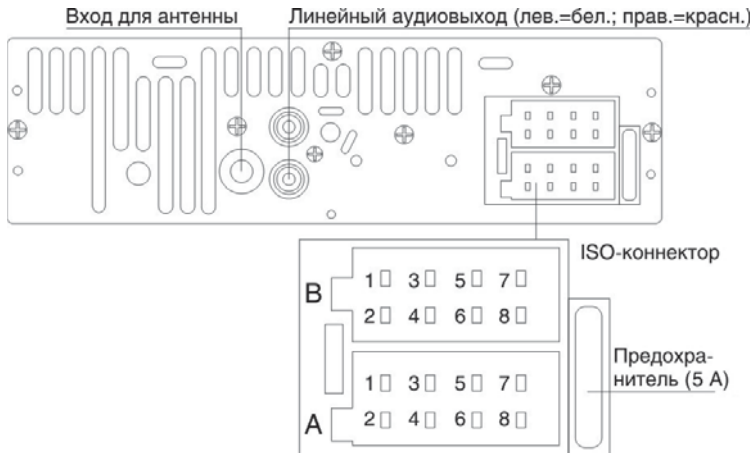 Вход для антенны
Линейный аудиовыход (лев.=бел.; прав.=красн.)
ISO-коннектор
B
1 3 5 7
2 4 6 8
A
1 3 5 7
2 4 6 8
Предохра-
нитель (5 А)